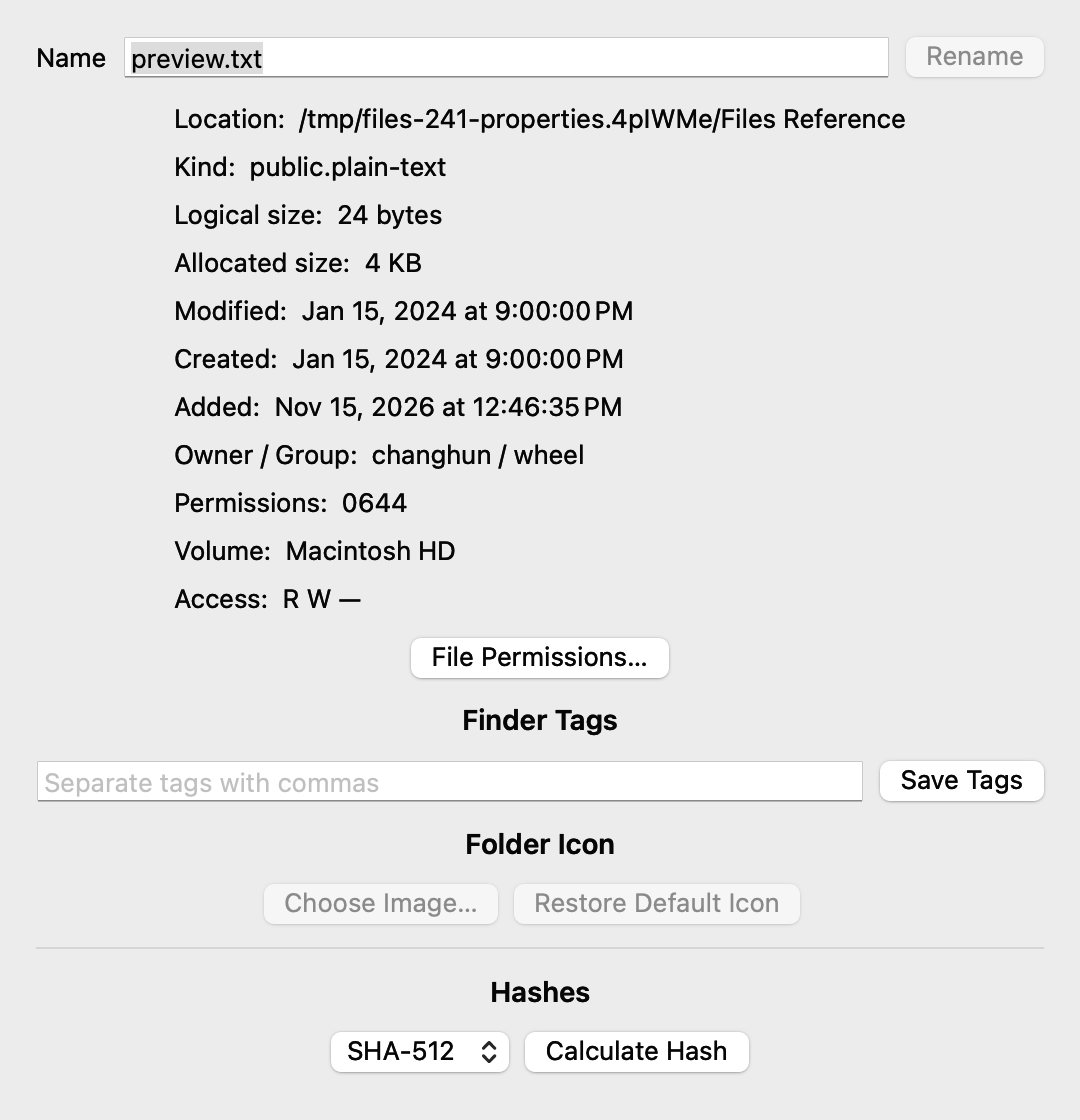 Name preview.txt Rename
Location: /tmp/files-241-properties.4pIWMe/Files Reference
Kind: public.plain-text
Logical size: 24 bytes
Allocated size: 4 KB
Modified: Jan 15, 2024 at 9:00:00 PM
Created: Jan 15, 2024 at 9:00:00 PM
Added: Nov 15, 2026 at 12:46:35 PM
Owner / Group: changhun / wheel
Permissions: 0644
Volume: Macintosh HD
Access: R W —
File Permissions...
Finder Tags
Separate tags with commas Save Tags
Folder Icon
Choose Image... Restore Default Icon
Hashes
SHA-512 Calculate Hash